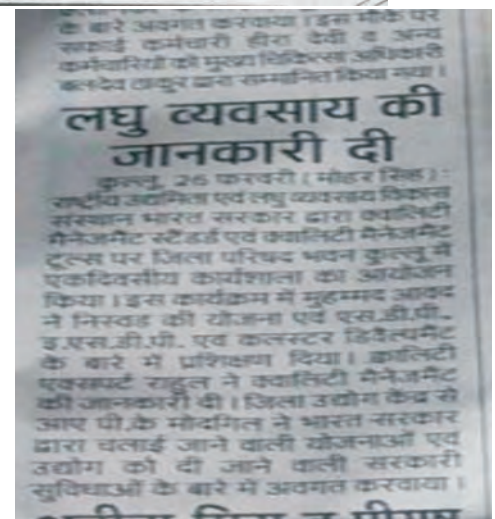 के बारे अवगत करवाया। इस मौके पर
सफाई कर्मचारी हीरा देवी व अन्य
कर्मचारियों को मुख्य चिकित्सा अधिकारी
बलदेव ठाकुर द्वारा सम्मानित किया गया।
लघु व्यवसाय की
जानकारी दी
कुल्लू, 26 फरवरी (मोहर सिंह) :
राष्ट्रीय उद्यमिता एवं लघु व्यवसाय विकास
संस्थान भारत सरकार द्वारा क्वालिटी
मैनेजमैंट स्टैंडर्ड एवं क्वालिटी मैनेजमैंट
टूल्स पर जिला परिषद भवन कुल्लू में
एकदिवसीय कार्यशाला का आयोजन
किया। इस कार्यक्रम में मुहम्मद
ने निस्वड की योजना एवं एस.डी.पी.
इ.एस.डी.पी. एवं कलस्टर डिवैल्पमैंट
के बारे में प्रशिक्षण दिया। क्वालिटी
एक्सपर्ट राहुल ने क्वालिटी मैनेजमैंट
की जानकारी दी। जिला उद्योग केंद्र से
आए पी.के मोदगिल ने भारत सरकार
द्वारा चलाई जाने वाली योजनाओं एवं
उद्योग को दी जाने वाली सरकारी
सुविधाओं के बारे में अवगत करवाया।